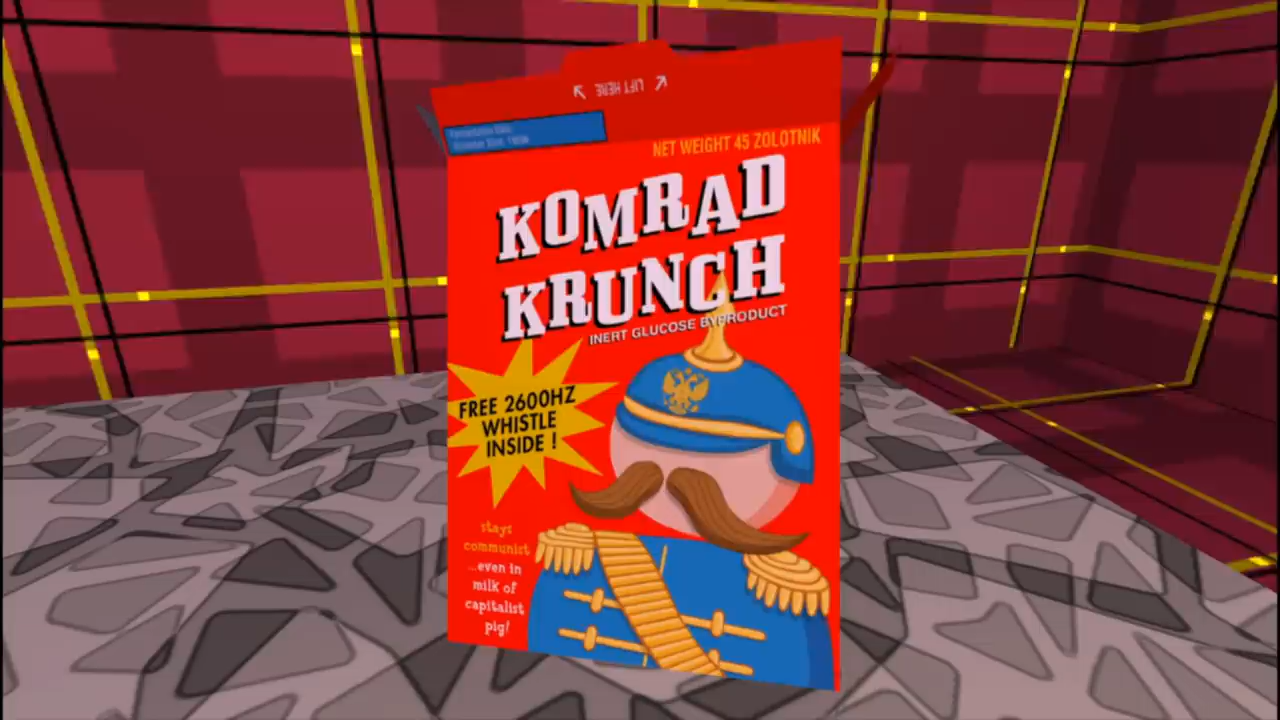 LIFT HERE
NET WEIGHT 45 ZOLOTNIK
KOMRAD
KRUNCH
INERT GLUCOSE BYPRODUCT
FREE 2600HZ
WHISTLE
INSIDE !
stays
communist
...even in
milk of
capitalist
pig!